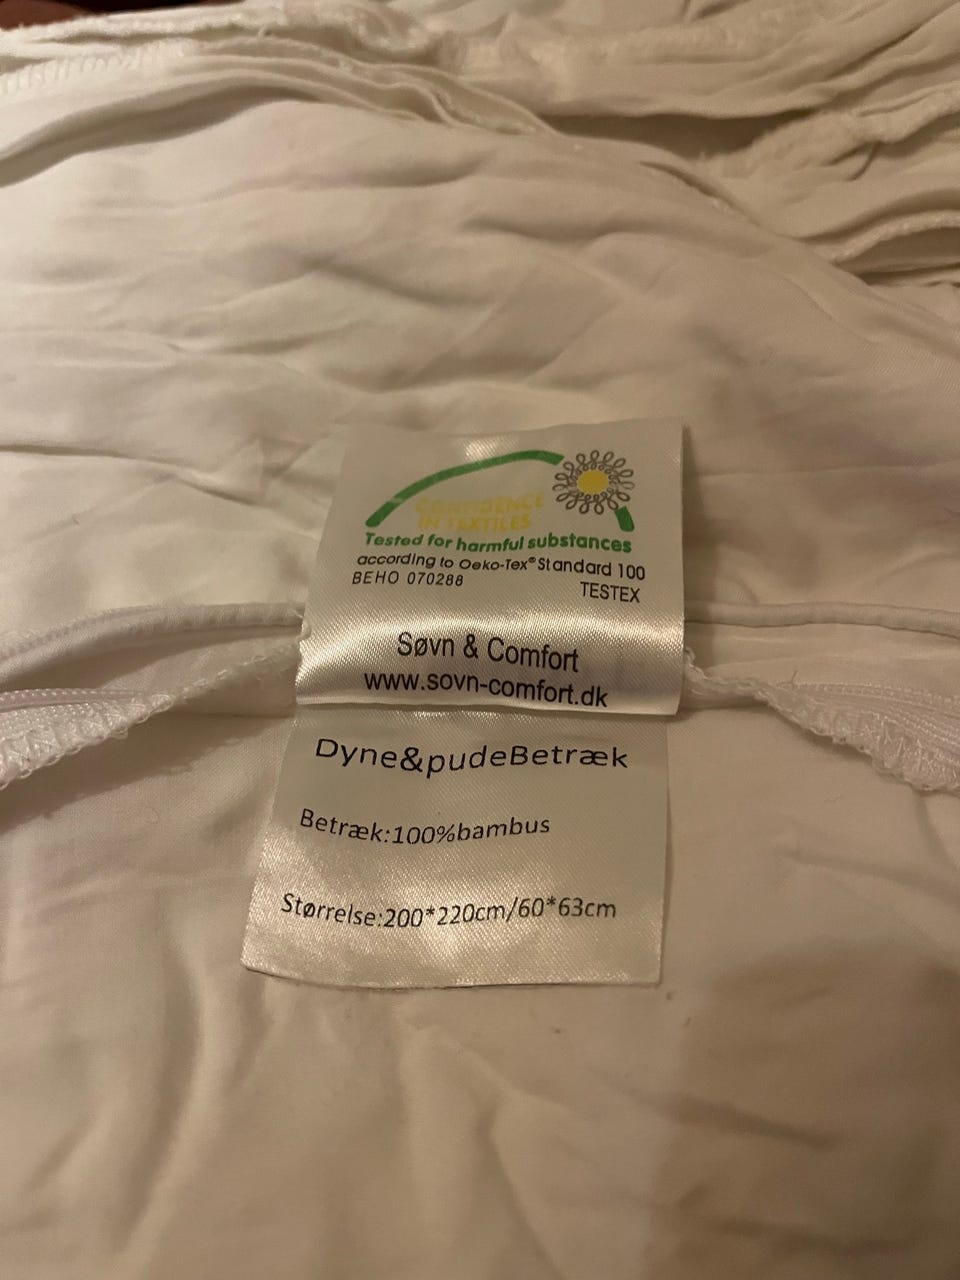 CONFIDENCE
IN TEXTILES
Tested for harmful substances
according to Oeko-Tex® Standard 100
BEHO 070288 TESTEX
Søvn & Comfort
www.sovn-comfort.dk
Dyne&pudeBetræk
Betræk:100%bambus
Størrelse:200*220cm/60*63cm